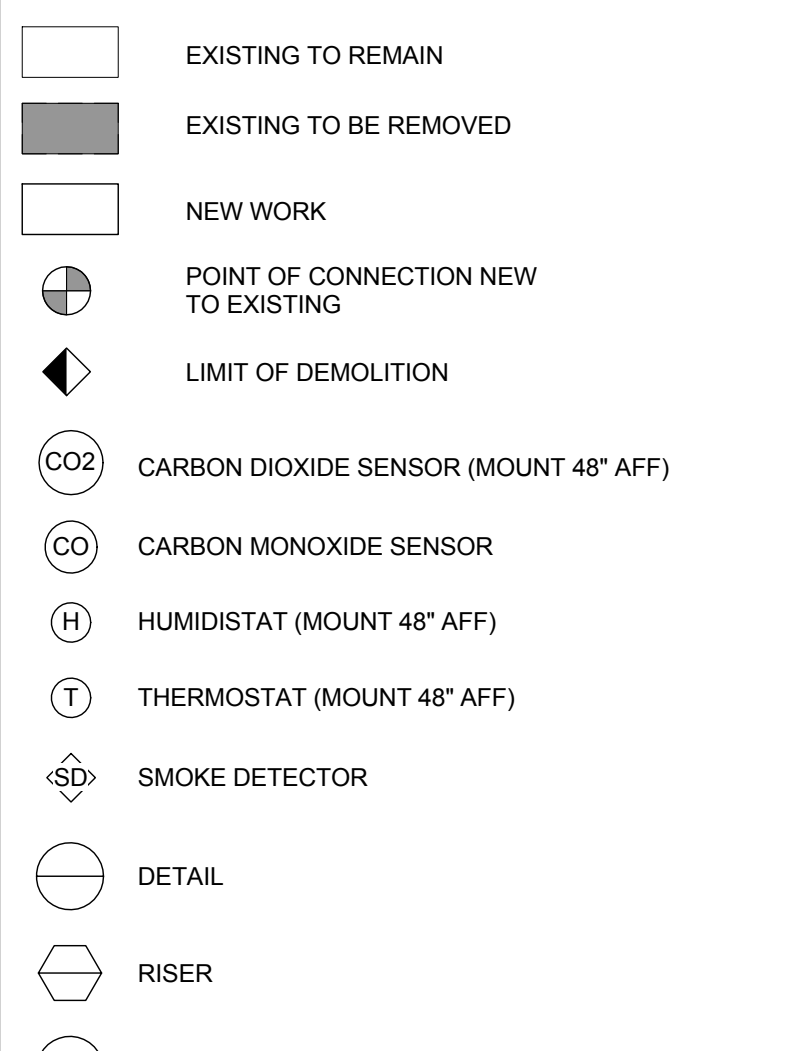 EXISTING TO REMAIN
EXISTING TO BE REMOVED
NEW WORK
POINT OF CONNECTION NEW
TO EXISTING
LIMIT OF DEMOLITION
CO2 CARBON DIOXIDE SENSOR (MOUNT 48" AFF)
CO CARBON MONOXIDE SENSOR
H HUMIDISTAT (MOUNT 48" AFF)
T THERMOSTAT (MOUNT 48" AFF)
SD SMOKE DETECTOR
DETAIL
RISER